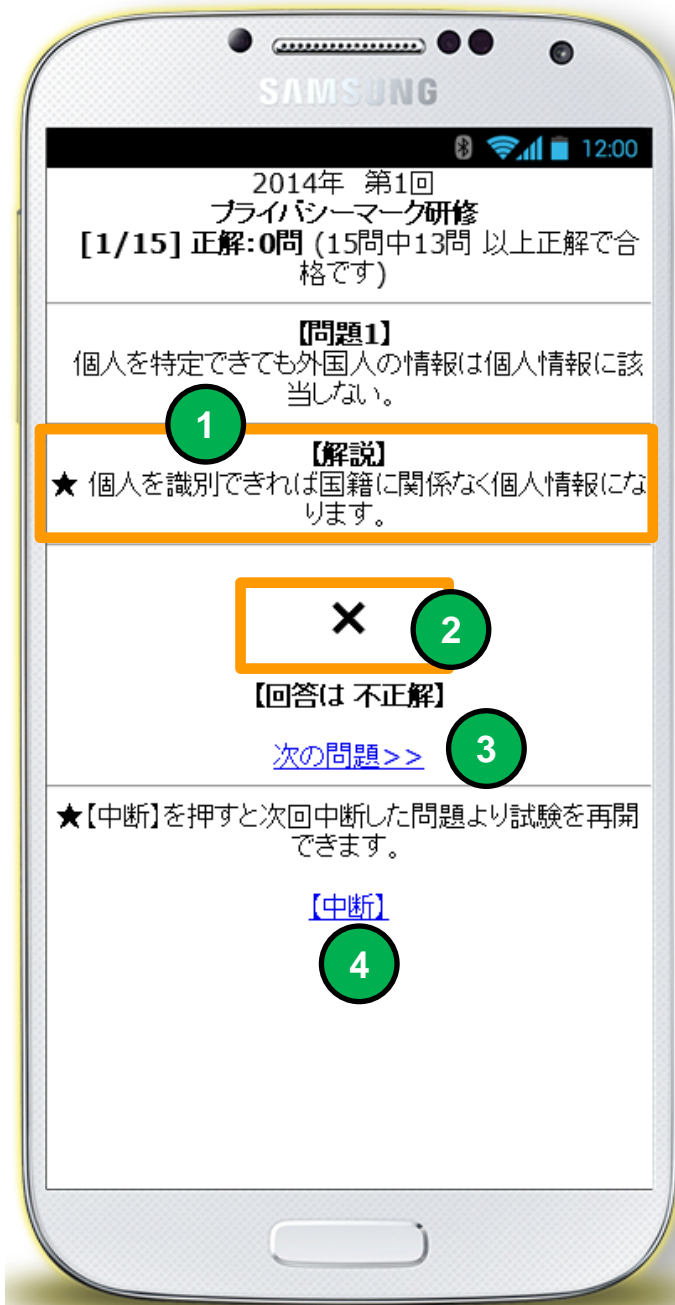 SAMSUNG
12:00
2014年 第1回
プライバシーマーク研修
[1/15] 正解:0問 (15問中13問 以上正解で合
格です)
【問題1】
個人を特定できても外国人の情報は個人情報に該
当しない。
1
【解説】
★ 個人を識別できれば国籍に関係なく個人情報にな
ります。
×
2
【回答は 不正解】
次の問題>>
3
★【中断】を押すと次回中断した問題より試験を再開
できます。
【中断】
4